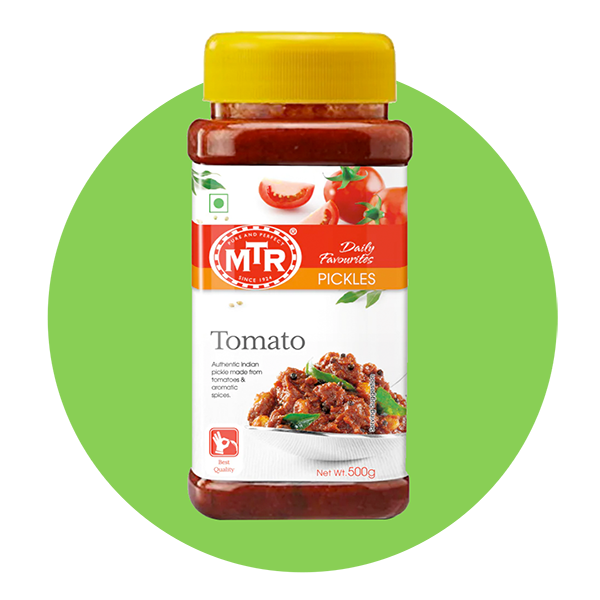 PURE AND PERFECT
MTR®
SINCE 1924
Daily
Favourites
PICKLES
Tomato
Authentic Indian
pickle made from
tomatoes &
aromatic
spices.
Best
Quality
Net Wt. 500g